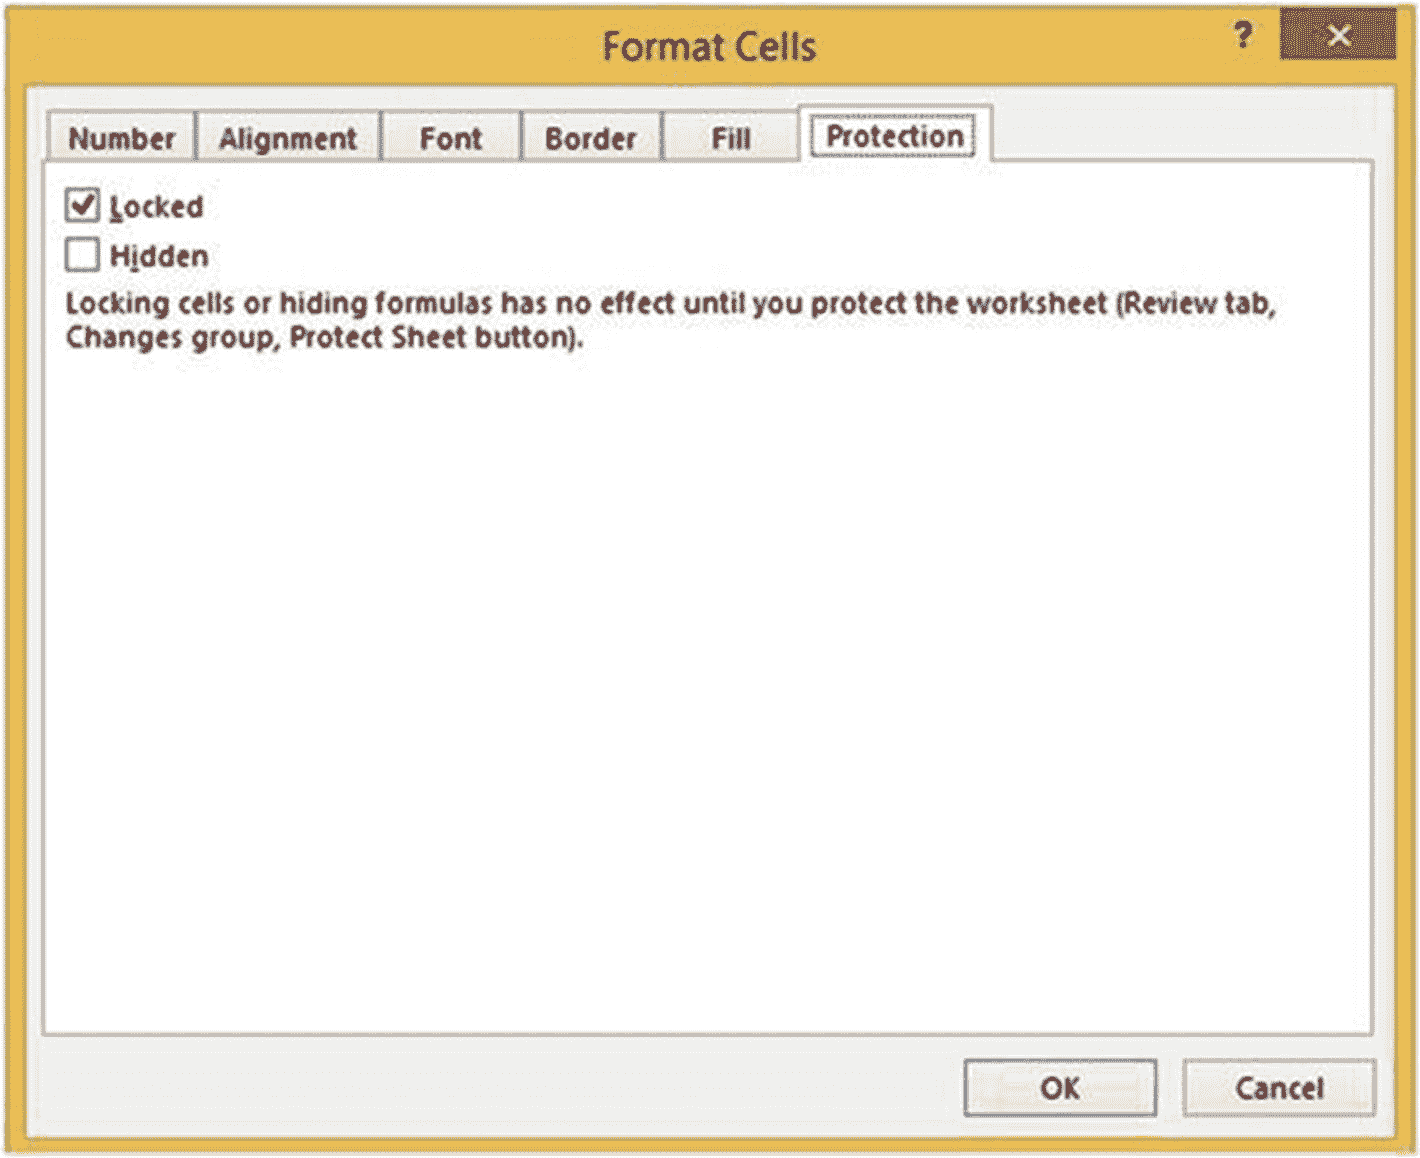 Format Cells
?
Number Alignment Font Border Fill Protection
Locked
Hidden
Locking cells or hiding formulas has no effect until you protect the worksheet (Review tab,
Changes group, Protect Sheet button).
OK Cancel